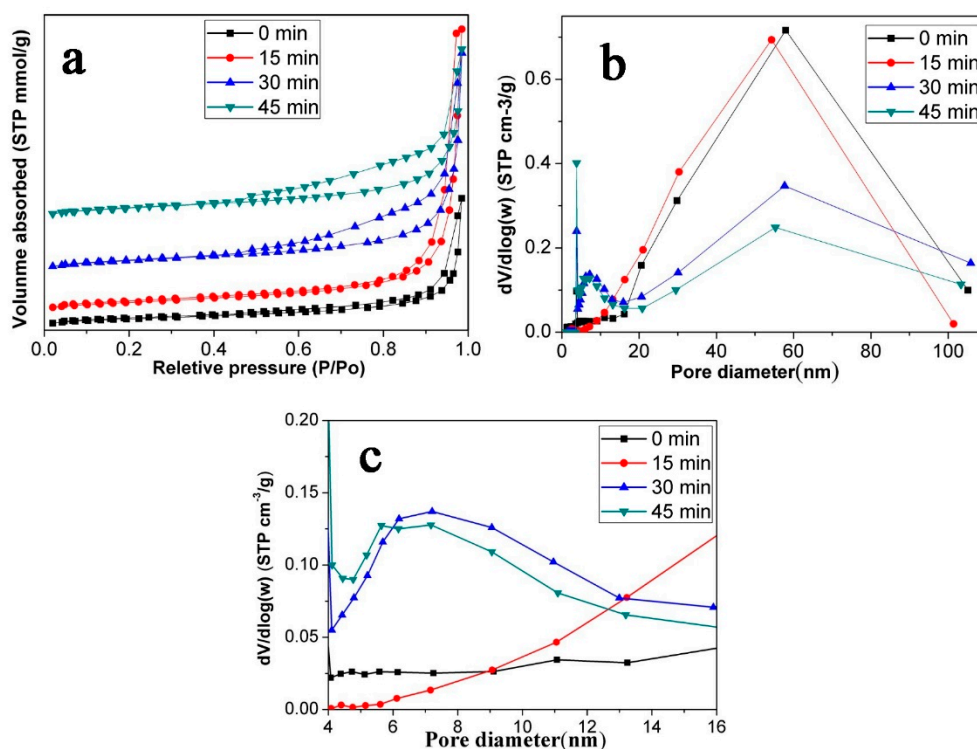 a
0 min
15 min
30 min
45 min
Volunme absorbed (STP mmol/g)
0.0 0.2 0.4 0.6 0.8 1.0
Reletive pressure (P/Po)
b
0 min
15 min
30 min
45 min
dV/dlog(w) (STP cm-3/g)
0.6
0.4
0.2
0.0
0 20 40 60 80 100
Pore diameter(nm)
c
0 min
15 min
30 min
45 min
dV/dlog(w) (STP cm⁻³/g)
0.20
0.15
0.10
0.05
0.00
4 6 8 10 12 14 16
Pore diameter(nm)